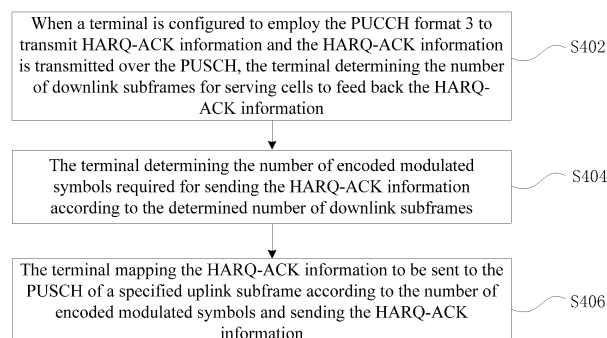 When a terminal is configured to employ the PUCCH format 3 to
transmit HARQ-ACK information and the HARQ-ACK information
is transmitted over the PUSCH, the terminal determining the number
of downlink subframes for serving cells to feed back the HARQ-
ACK information
S402
The terminal determining the number of encoded modulated
symbols required for sending the HARQ-ACK information
according to the determined number of downlink subframes
S404
The terminal mapping the HARQ-ACK information to be sent to the
PUSCH of a specified uplink subframe according to the number of
encoded modulated symbols and sending the HARQ-ACK
information
S406